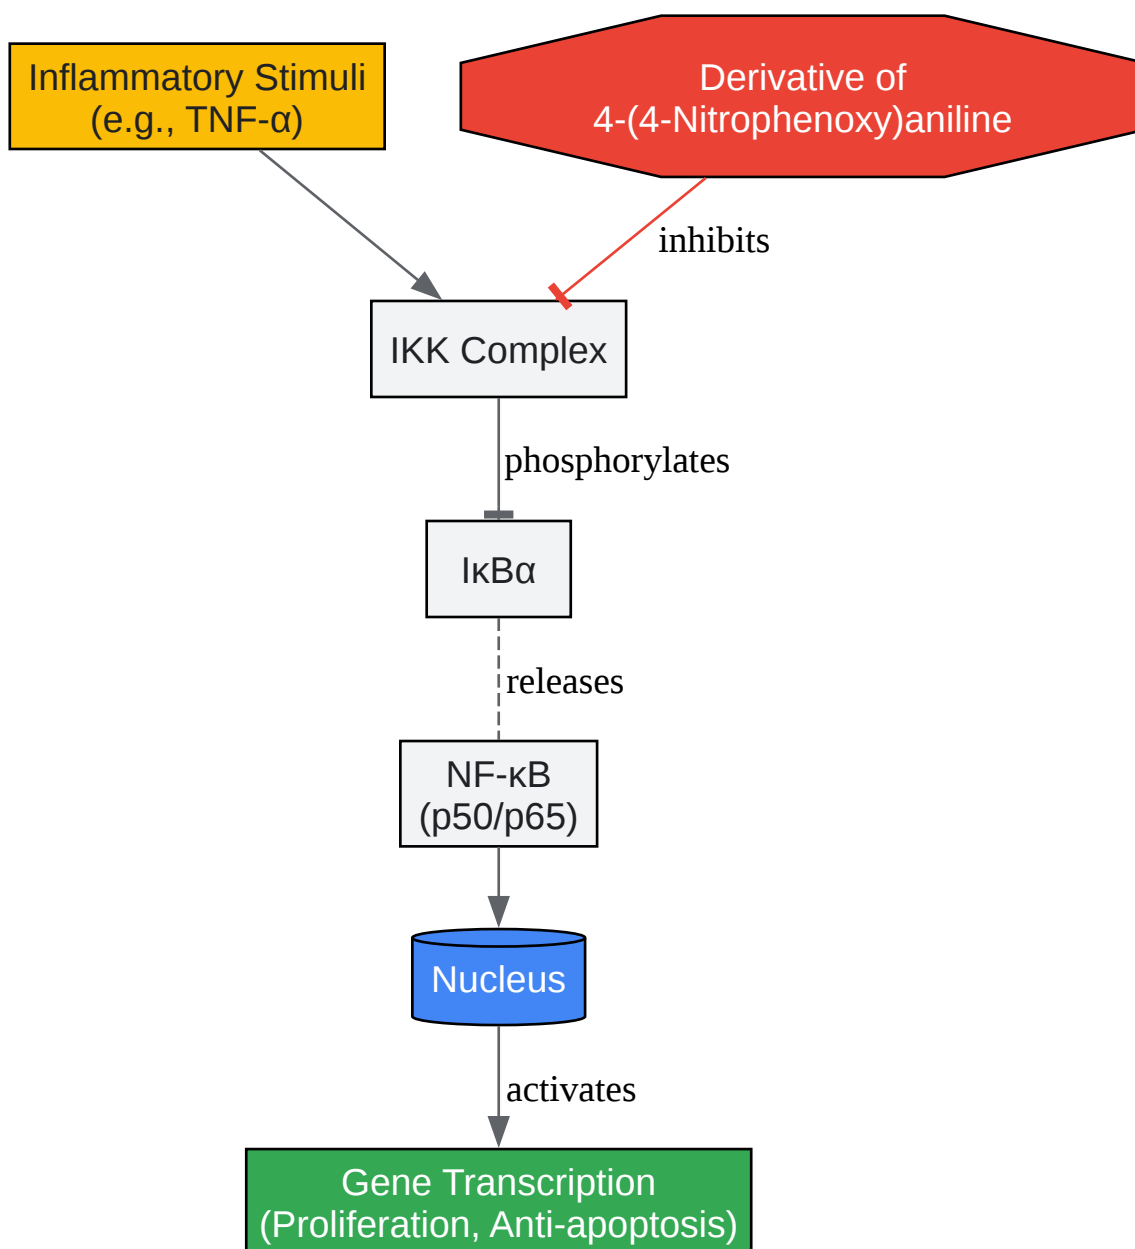 Inflammatory Stimuli
(e.g., TNF-α)
Derivative of
4-(4-Nitrophenoxy)aniline
inhibits
IKK Complex
phosphorylates
IκBα
releases
NF-κB
(p50/p65)
Nucleus
activates
Gene Transcription
(Proliferation, Anti-apoptosis)